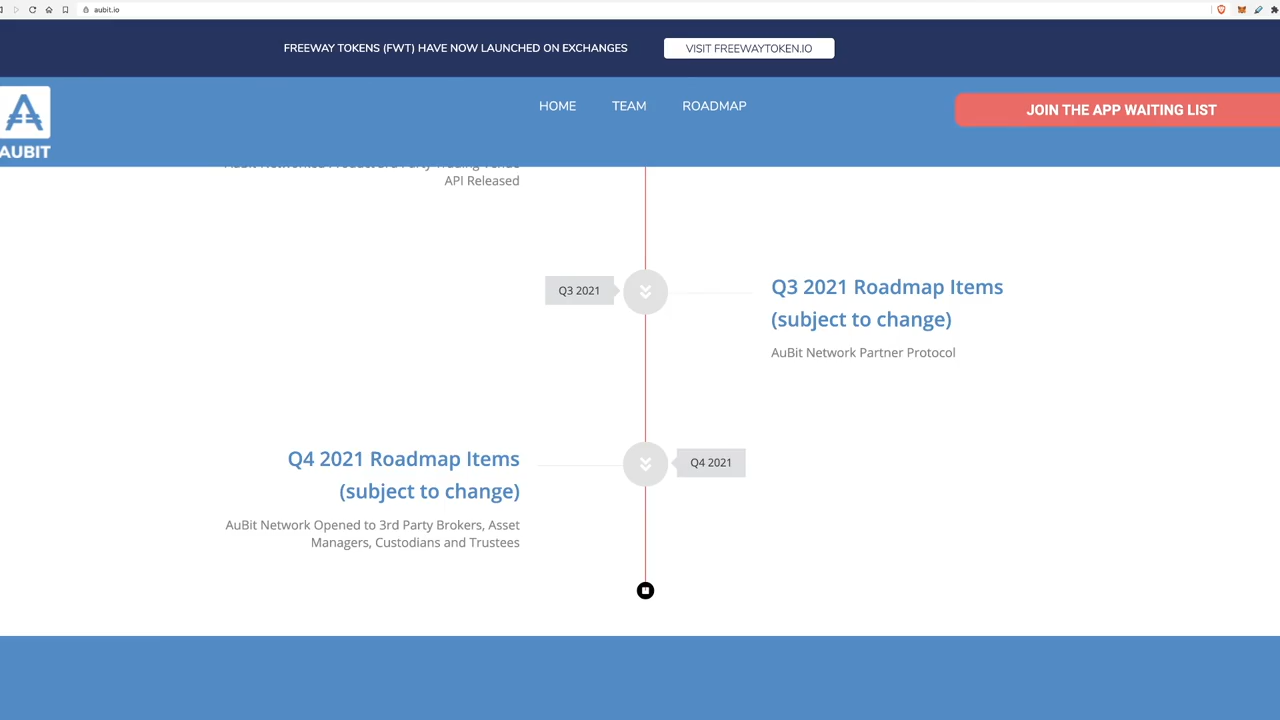 aubit.io
FREEWAY TOKENS (FWT) HAVE NOW LAUNCHED ON EXCHANGES
VISIT FREEWAYTOKEN.IO
AUBIT
HOME
TEAM
ROADMAP
JOIN THE APP WAITING LIST
API Released
Q3 2021
Q3 2021 Roadmap Items
(subject to change)
AuBit Network Partner Protocol
Q4 2021 Roadmap Items
(subject to change)
Q4 2021
AuBit Network Opened to 3rd Party Brokers, Asset
Managers, Custodians and Trustees